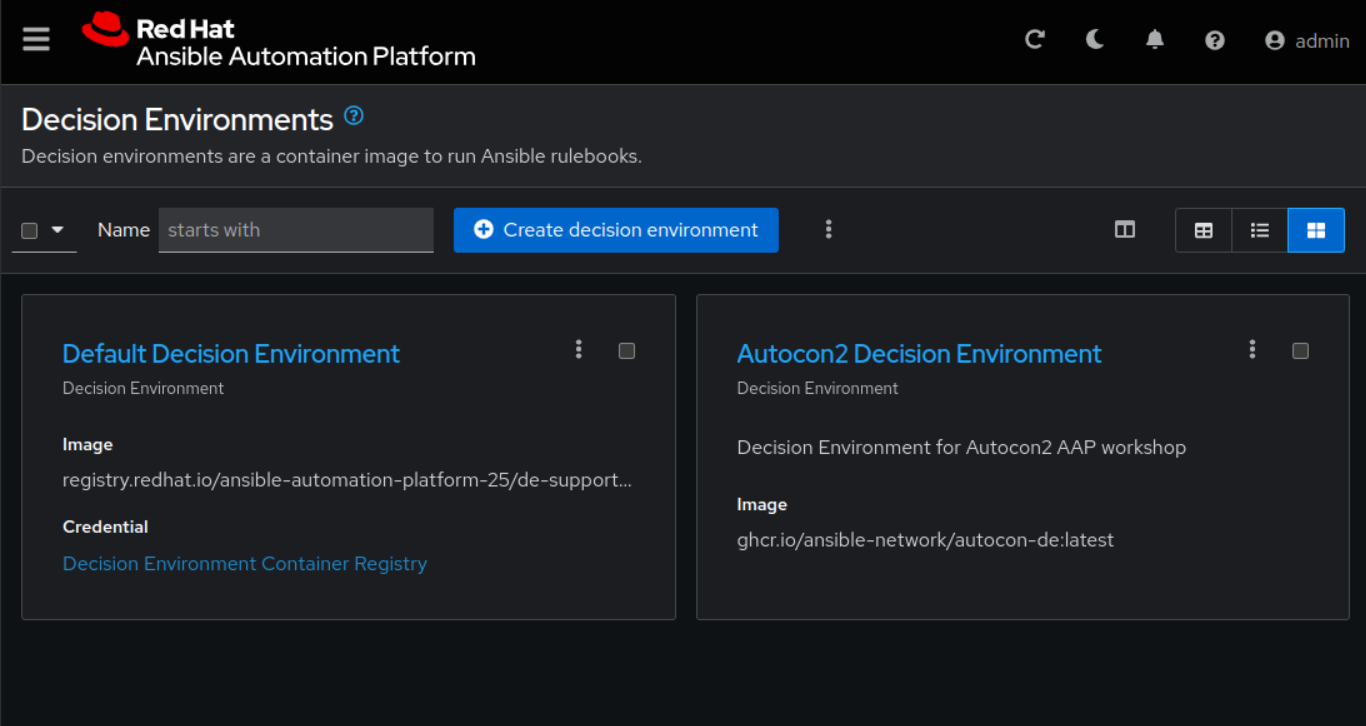 Red Hat
Ansible Automation Platform
admin
Decision Environments
Decision environments are a container image to run Ansible rulebooks.
Name starts with Create decision environment
Default Decision Environment
Decision Environment
Image
registry.redhat.io/ansible-automation-platform-25/de-support...
Credential
Decision Environment Container Registry
Autocon2 Decision Environment
Decision Environment
Decision Environment for Autocon2 AAP workshop
Image
ghcr.io/ansible-network/autocon-de:latest